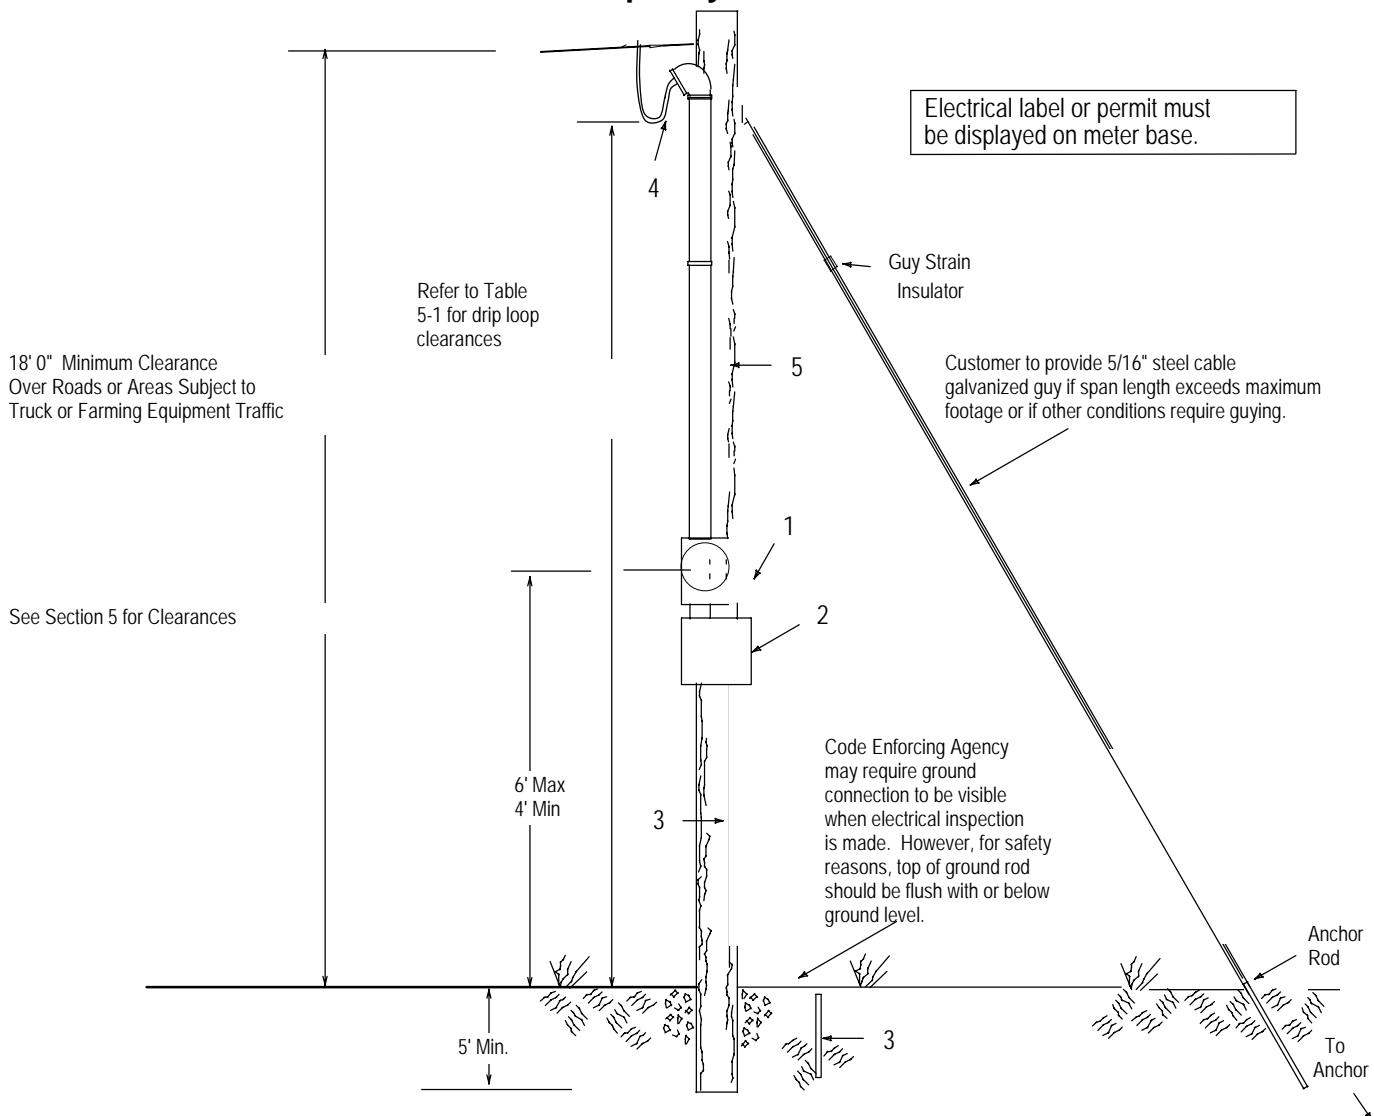 Electrical label or permit must
be displayed on meter base.
4
Guy Strain
Insulator
Refer to Table
5-1 for drip loop
clearances
18' 0" Minimum Clearance
Over Roads or Areas Subject to
Truck or Farming Equipment Traffic
5
Customer to provide 5/16" steel cable
galvanized guy if span length exceeds maximum
footage or if other conditions require guying.
1
2
See Section 5 for Clearances
6' Max
4' Min
3
Code Enforcing Agency
may require ground
connection to be visible
when electrical inspection
is made. However, for safety
reasons, top of ground rod
should be flush with or below
ground level.
Anchor
Rod
5' Min.
3
To
Anchor